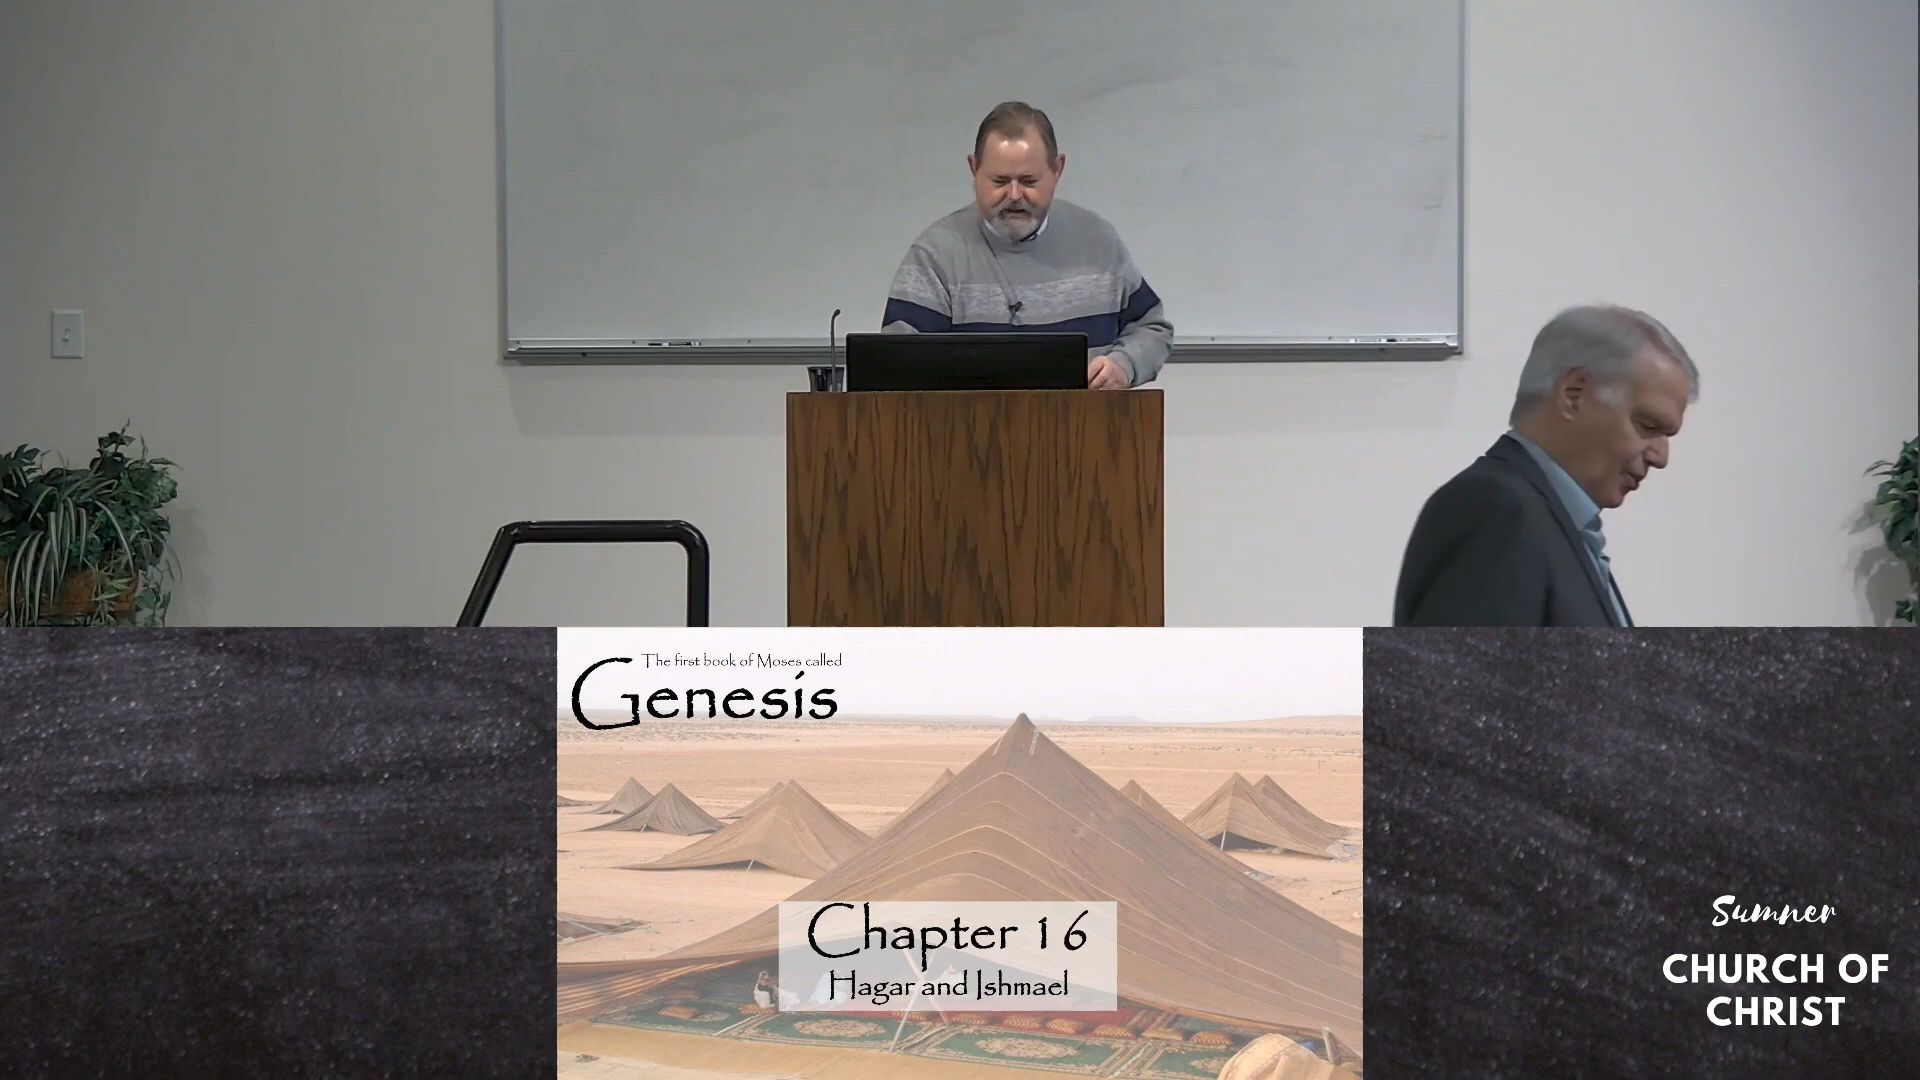 The first book of Moses called
Genesis
Chapter 16
Hagar and Ishmael
Sumner
CHURCH OF
CHRIST